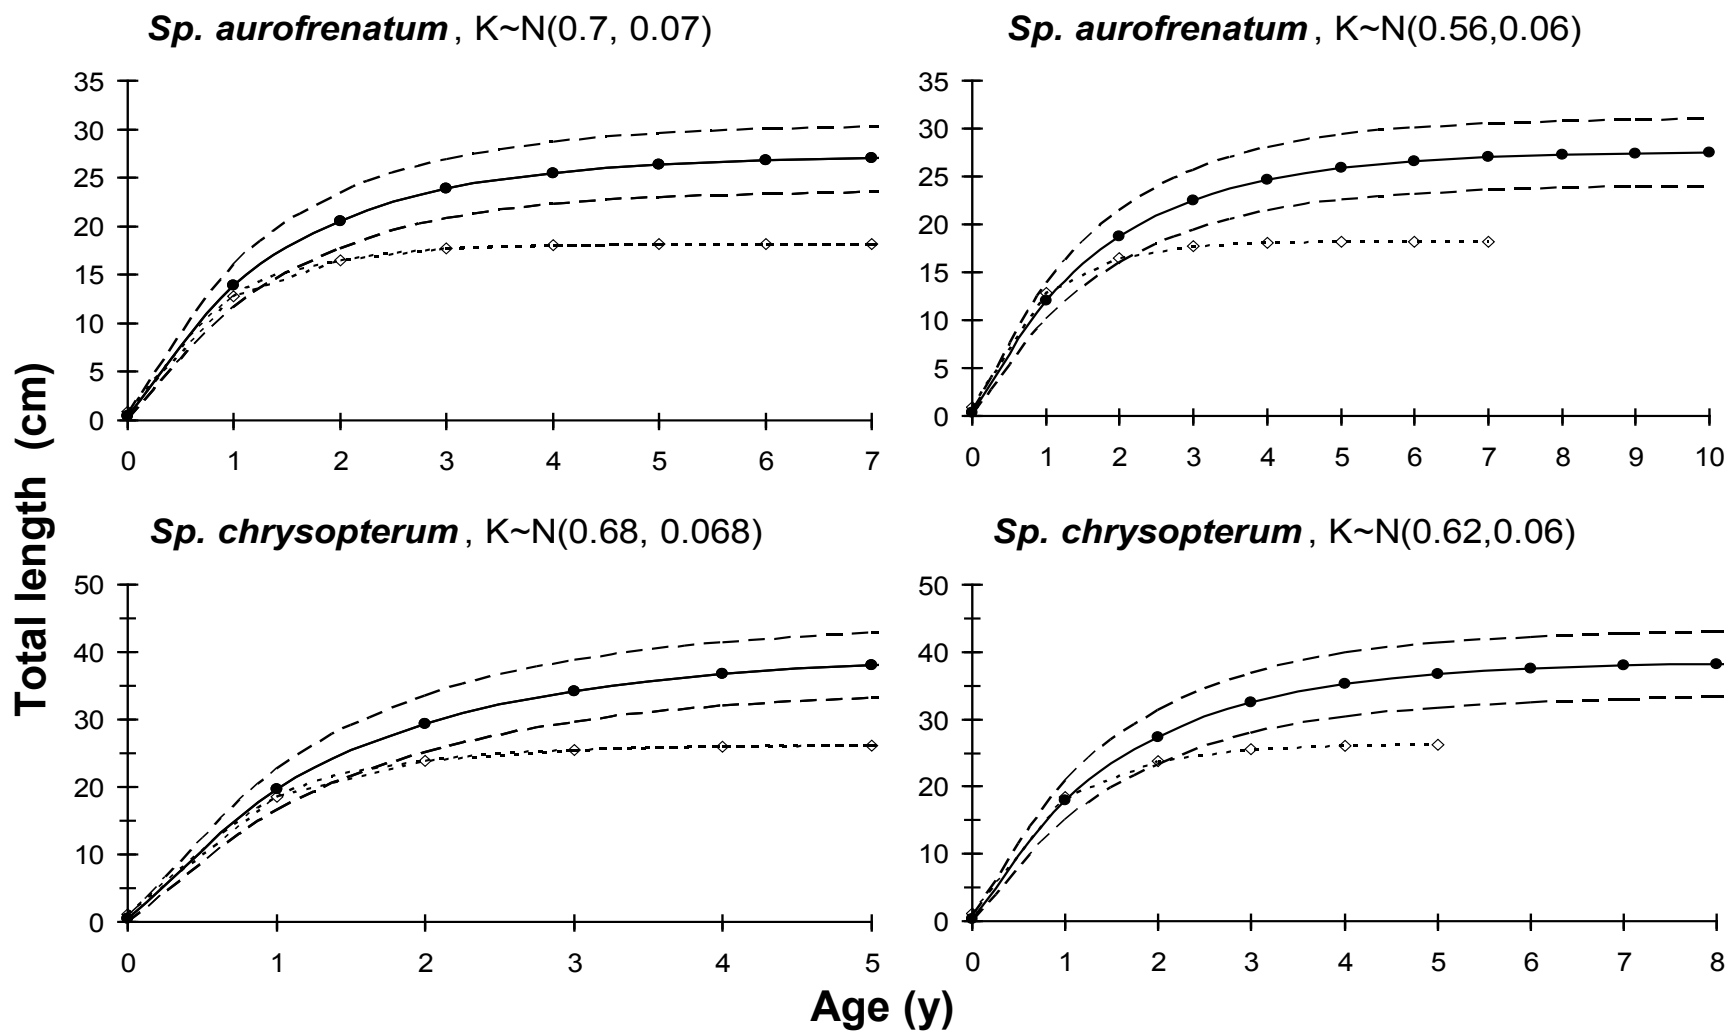 Sp. aurofrenatum, K~N(0.7, 0.07)
35
30
25
20
15
10
5
0
0 1 2 3 4 5 6 7
Sp. aurofrenatum, K~N(0.56,0.06)
35
30
25
20
15
10
5
0
0 1 2 3 4 5 6 7 8 9 10
Total length (cm)
Sp. chrysopterum, K~N(0.68, 0.068)
50
40
30
20
10
0
0 1 2 3 4 5
Sp. chrysopterum, K~N(0.62,0.06)
50
40
30
20
10
0
0 1 2 3 4 5 6 7 8
Age (y)